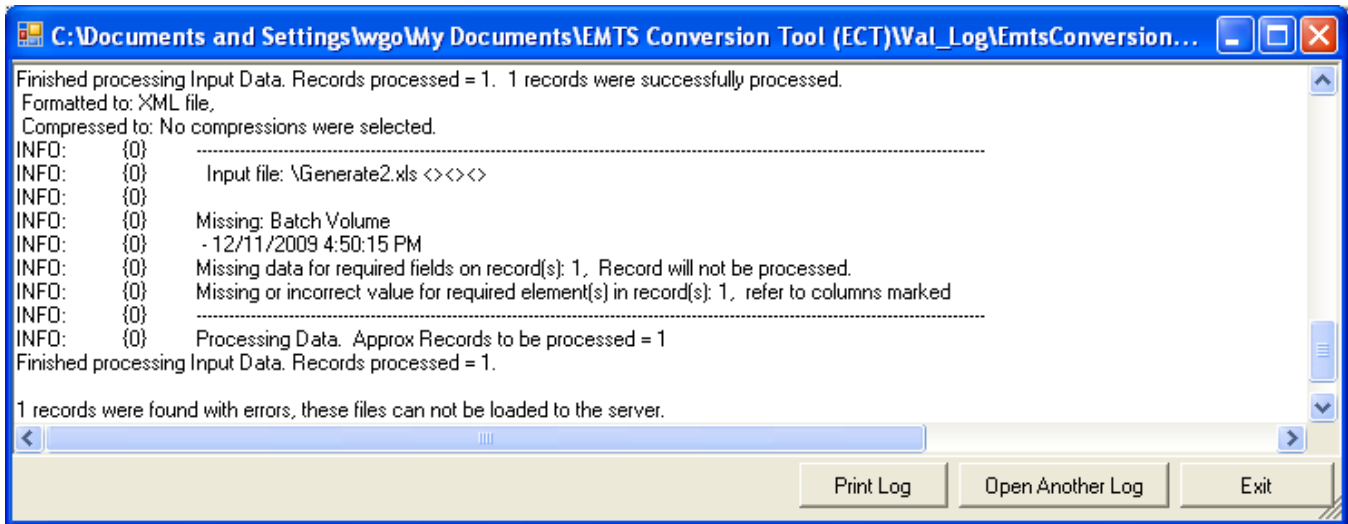 C:\Documents and Settings\wgo\My Documents\EMTS Conversion Tool (ECT)\Val_Log\EmtsConversion...
Finished processing Input Data. Records processed = 1.  1 records were successfully processed.
Formatted to: XML file,
Compressed to: No compressions were selected.
INFO: {0} --------------------------------------------------------------------------------
INFO: {0} Input file: \Generate2.xls <><><>
INFO: {0}
INFO: {0} Missing: Batch Volume
INFO: {0} - 12/11/2009 4:50:15 PM
INFO: {0} Missing data for required fields on record(s): 1,  Record will not be processed.
INFO: {0} Missing or incorrect value for required element(s) in record(s): 1,  refer to columns marked
INFO: {0} --------------------------------------------------------------------------------
INFO: {0} Processing Data.  Approx Records to be processed = 1
Finished processing Input Data. Records processed = 1.
1 records were found with errors, these files can not be loaded to the server.
Print Log Open Another Log Exit